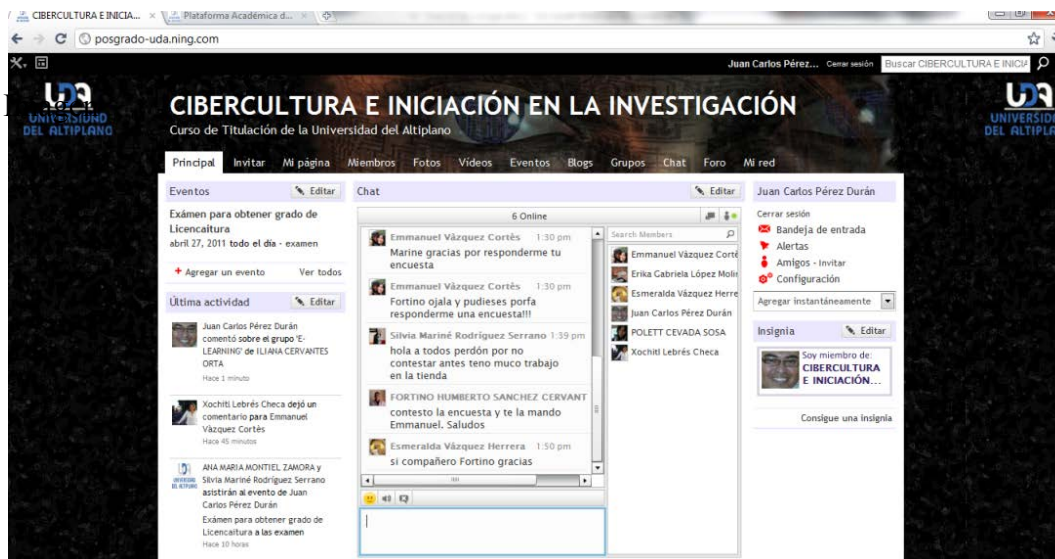 CIBERCULTURA E INICIA...
Plataforma Académica d...
posgrado-uda.ning.com
Juan Carlos Pérez... Cerrar sesión
Buscar CIBERCULTURA E INICIA
UDA
UNIVERSIDAD
DEL ALTIPLANO
CIBERCULTURA E INICIACIÓN EN LA INVESTIGACIÓN
Curso de Titulación de la Universidad del Altiplano
UDA
UNIVERSID
DEL ALTIPLA
Principal Invitar Mi página Miembros Fotos Vídeos Eventos Blogs Grupos Chat Foro Mi red
Eventos Editar
Exámen para obtener grado de
Licencaitura
abril 27, 2011 todo el día - examen
+ Agregar un evento Ver todos
Última actividad Editar
Juan Carlos Pérez Durán
comentó sobre el grupo 'E-
LEARNING' de ILIANA CERVANTES
ORTA
Hace 1 minuto
Xochitl Lebrés Checa dejó un
comentario para Emmanuel
Vàzquez Cortès
Hace 45 minutos
ANA MARIA MONTIEL ZAMORA y
Silvia Mariné Rodríguez Serrano
asistirán al evento de Juan
Carlos Pérez Durán
Exámen para obtener grado de
Licencaitura a las examen
Hace 10 horas
Chat Editar
6 Online
Emmanuel Vàzquez Cortès 1:30 pm
Marine gracias por responderme tu
encuesta
Emmanuel Vàzquez Cortès 1:30 pm
Fortino ojala y pudieses porfa
responderme una encuesta!!!
Silvia Mariné Rodríguez Serrano 1:39 pm
hola a todos perdón por no
contestar antes teno muco trabajo
en la tienda
FORTINO HUMBERTO SANCHEZ CERVANT
contesto la encuesta y te la mando
Emmanuel. Saludos
Esmeralda Vàzquez Herrera 1:50 pm
si compañero Fortino gracias
Search Members
Emmanuel Vàzquez Cortè
Erika Gabriela López Molin
Esmeralda Vàzquez Herre
Juan Carlos Pérez Durán
POLETT CEVADA SOSA
Xochitl Lebrés Checa
Juan Carlos Pérez Durán
Cerrar sesión
Bandeja de entrada
Alertas
Amigos - Invitar
Configuración
Agregar instantáneamente
Insignia Editar
Soy miembro de:
CIBERCULTURA
E INICIACIÓN...
Consigue una insignia